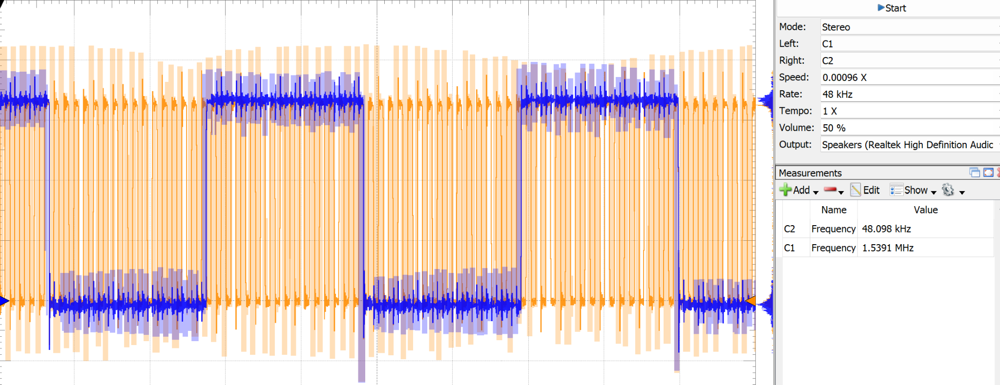 Start
Mode: Stereo
Left: C1
Right: C2
Speed: 0.00096 X
Rate: 48 kHz
Tempo: 1 X
Volume: 50 %
Output: Speakers (Realtek High Definition Audic
Measurements
Add Edit Show
Name Value
C2 Frequency 48.098 kHz
C1 Frequency 1.5391 MHz